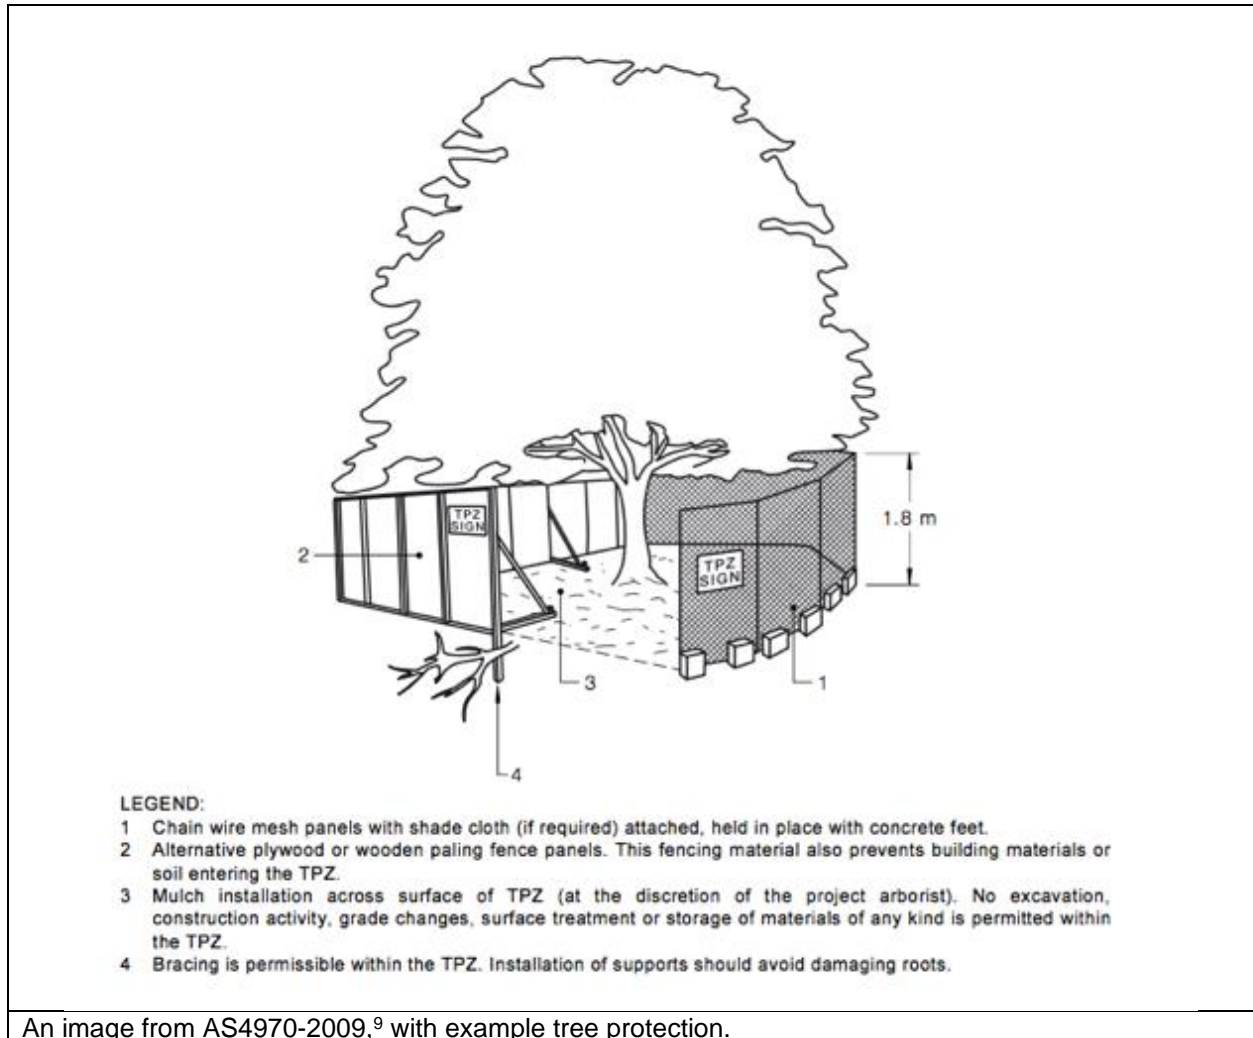 TPZ
SIGN
1.8 m
2
TPZ
SIGN
3
1
4
LEGEND:
1 Chain wire mesh panels with shade cloth (if required) attached, held in place with concrete feet.
2 Alternative plywood or wooden paling fence panels. This fencing material also prevents building materials or
soil entering the TPZ.
3 Mulch installation across surface of TPZ (at the discretion of the project arborist). No excavation,
construction activity, grade changes, surface treatment or storage of materials of any kind is permitted within
the TPZ.
4 Bracing is permissible within the TPZ. Installation of supports should avoid damaging roots.
An image from AS4970-2009,⁹ with example tree protection.